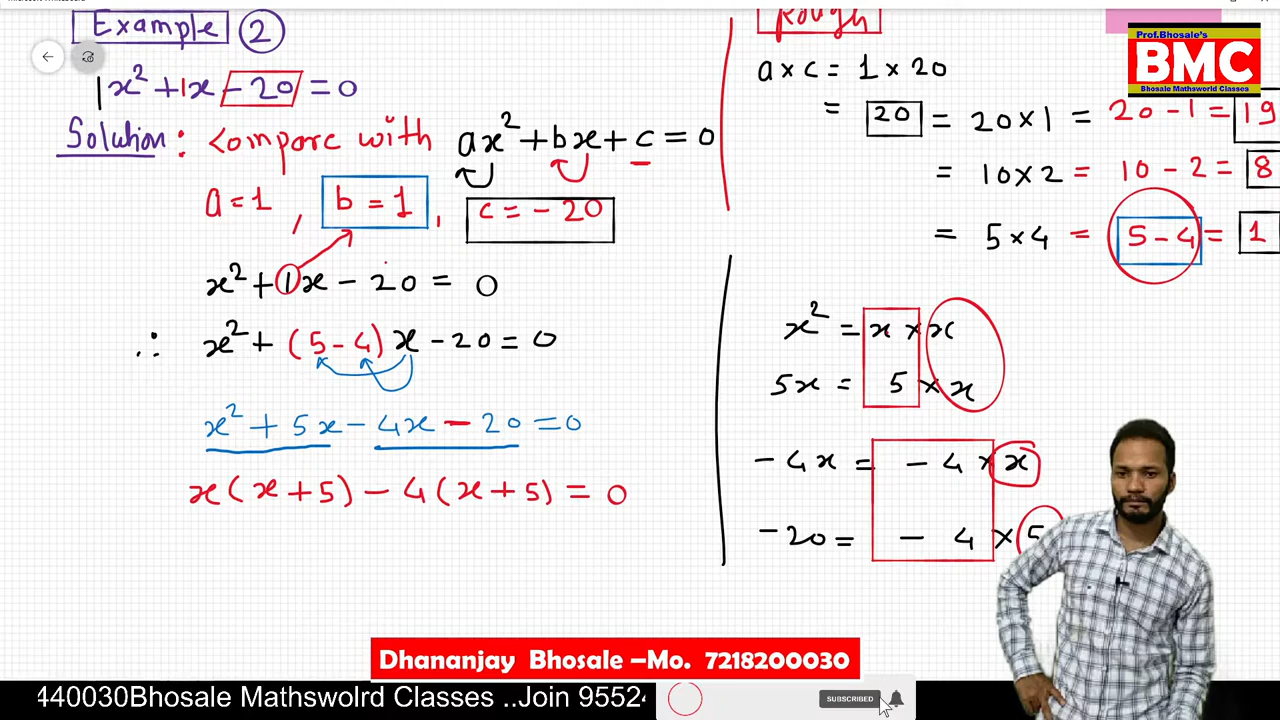 Example ②
1x² + 1x - 20 = 0
Solution : Compare with ax² + bx + c = 0
a = 1 , b = 1 , c = - 20
x² + 1x - 20 = 0
∴ x² + (5 - 4) x - 20 = 0
x² + 5x - 4x - 20 = 0
x(x + 5) - 4(x + 5) = 0
Rough
a × c = 1 × 20
= 20 = 20 × 1 = 20 - 1 = 19
= 10 × 2 = 10 - 2 = 8
= 5 × 4 = 5 - 4 = 1
x² = x × x
5x = 5 × x
- 4x = - 4 × x
- 20 = - 4 × 5
Prof.Bhosale's
BMC
Bhosale Mathsworld Classes
Dhananjay Bhosale –Mo. 7218200030
440030Bhosale Mathswolrd Classes ..Join 9552
SUBSCRIBED